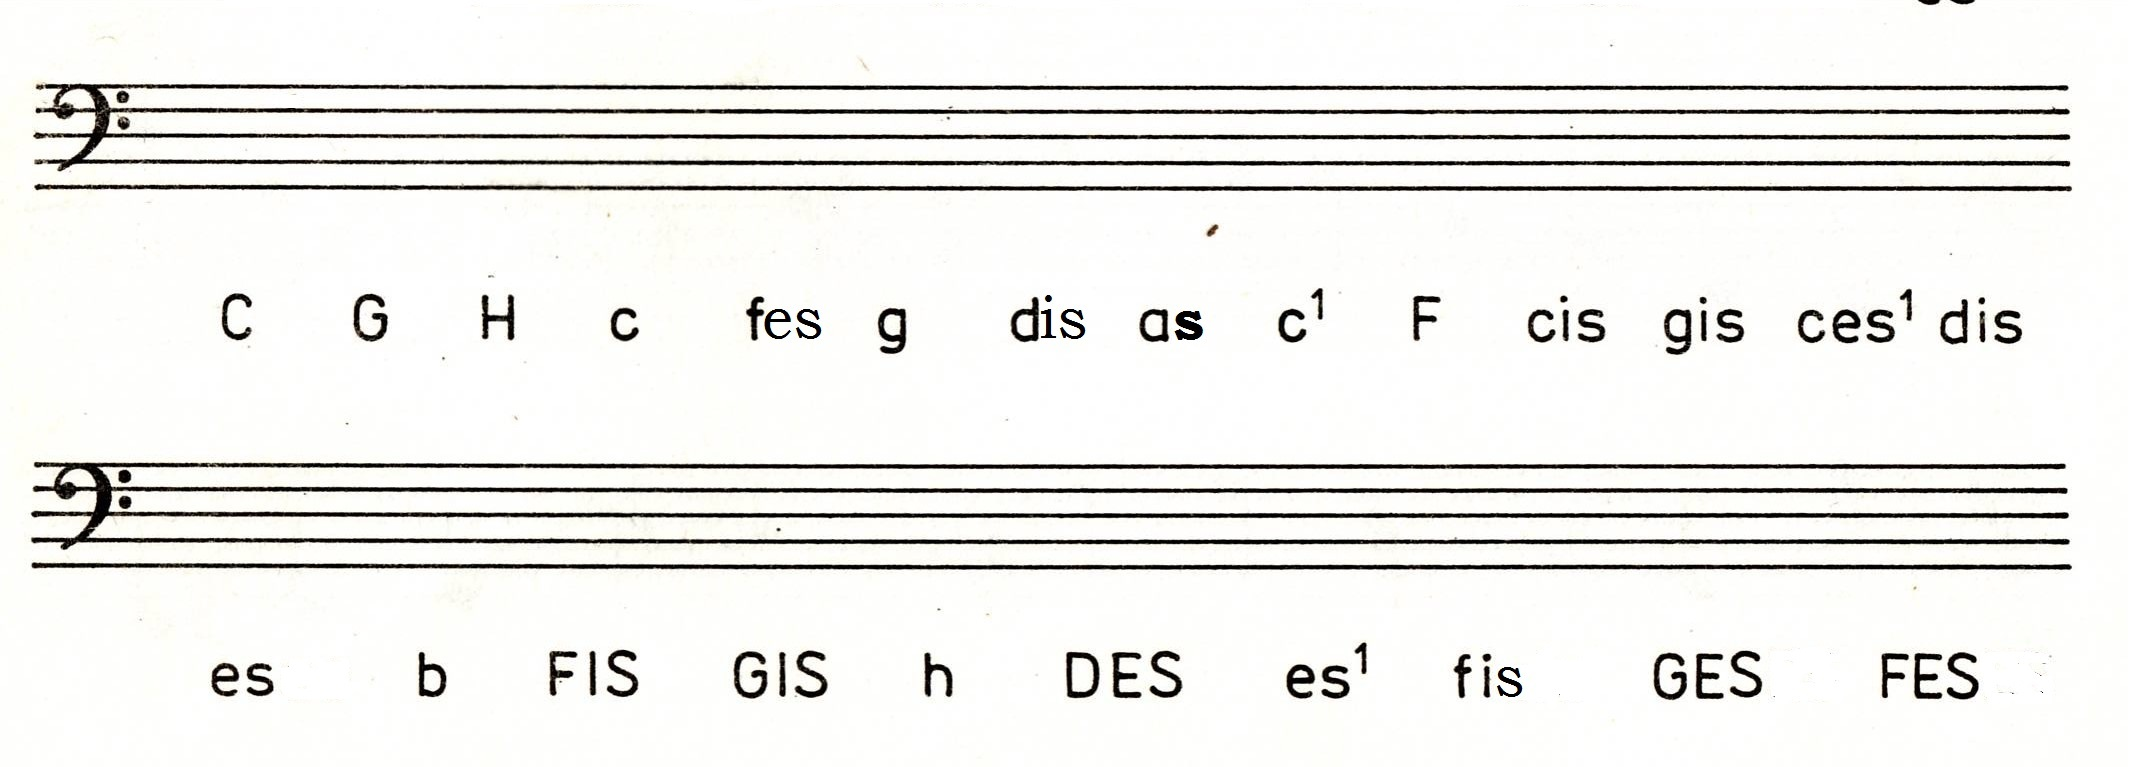 C G H c fes g dis as c¹ F cis gis ces¹ dis
es b FIS GIS h DES es¹ fis GES FES